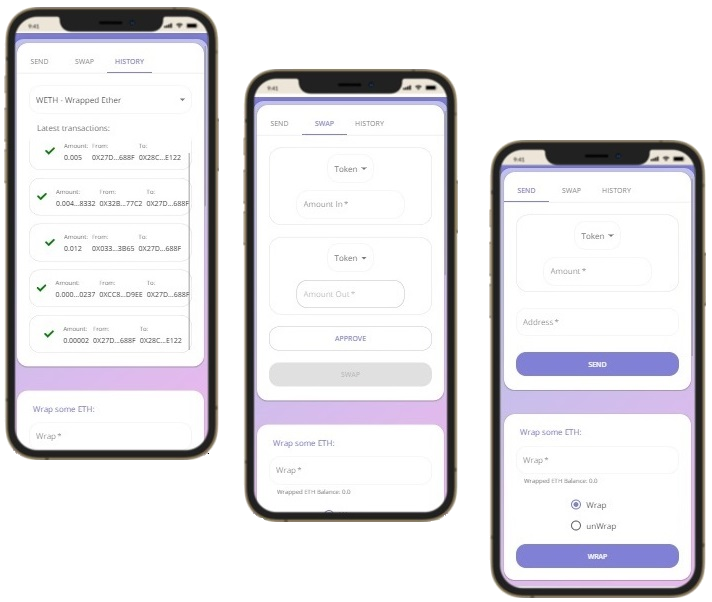 9:41
SEND SWAP HISTORY
WETH - Wrapped Ether
Latest transactions:
Amount: From: To:
0.005 0X27D...688F 0X28C...E122
Amount: From: To:
0.004...8332 0X32B...77C2 0X27D...688F
Amount: From: To:
0.012 0X033...3B65 0X27D...688F
Amount: From: To:
0.000...0237 0XCC8...D9EE 0X27D...688F
Amount: From: To:
0.00002 0X27D...688F 0X28C...E122
Wrap some ETH:
Wrap *
9:41
SEND SWAP HISTORY
Token
Amount In *
Token
Amount Out *
APPROVE
SWAP
Wrap some ETH:
Wrap *
Wrapped ETH Balance: 0.0
9:41
SEND SWAP HISTORY
Token
Amount *
Address *
SEND
Wrap some ETH:
Wrap *
Wrapped ETH Balance: 0.0
Wrap
unWrap
WRAP